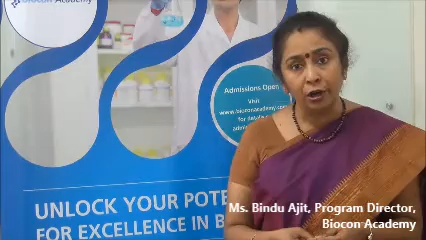 Biocon Academy
Admissions Open
Visit
www.bioconacademy.com
for details
UNLOCK YOUR POTE
FOR EXCELLENCE IN B
Ms. Bindu Ajit, Program Director,
Biocon Academy